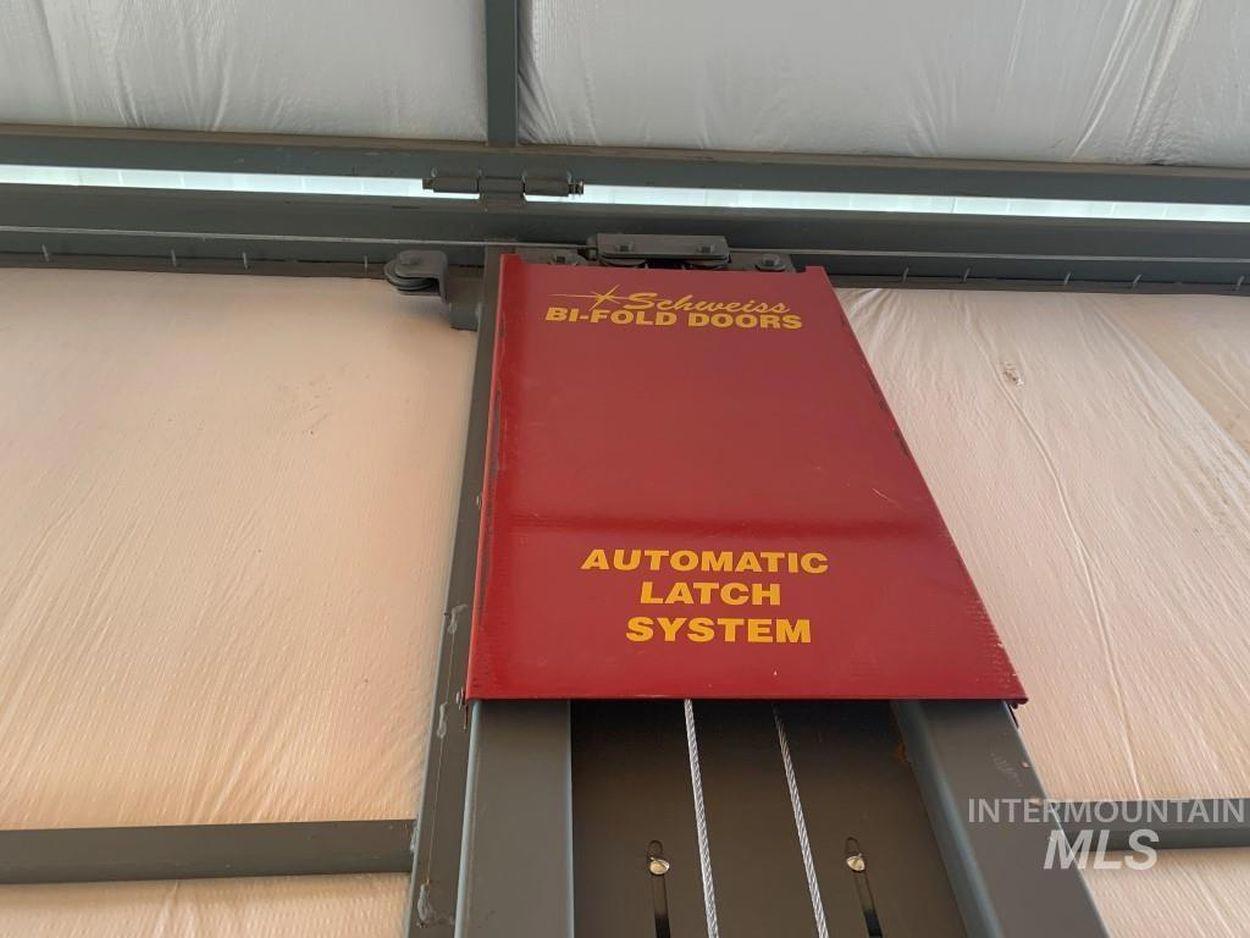 Schweiss
BI-FOLD DOORS
AUTOMATIC
LATCH
SYSTEM
INTERMOUNTAIN
MLS